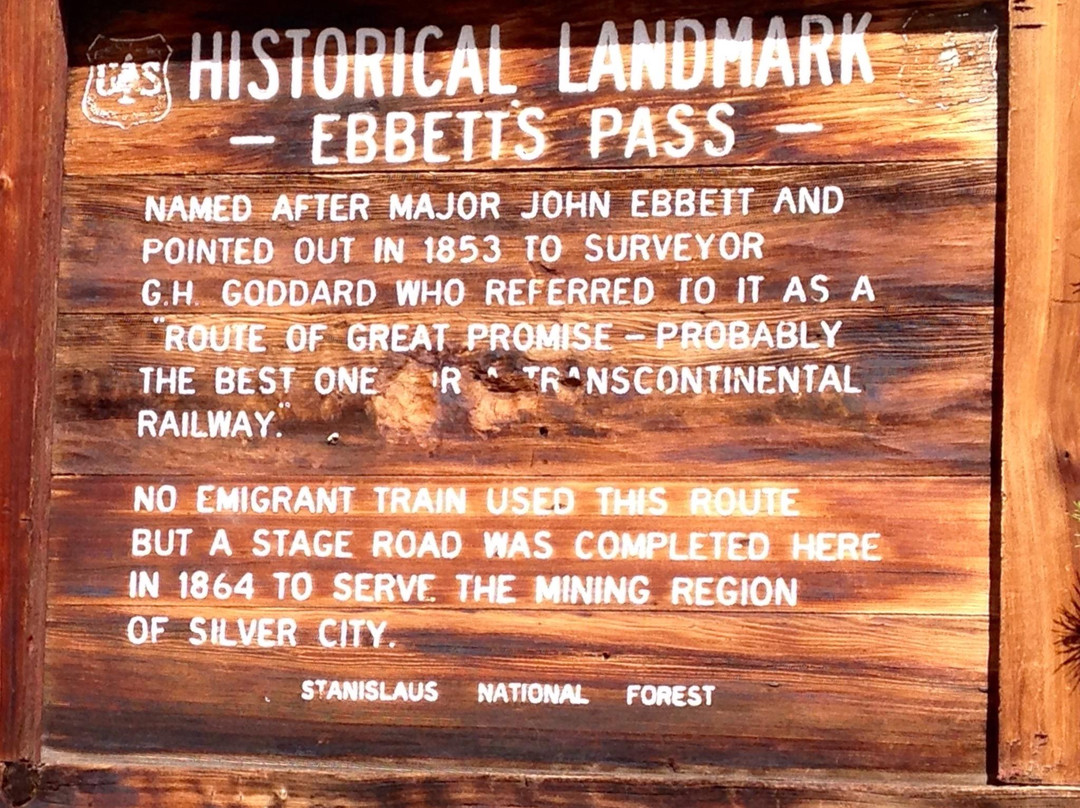 US
HISTORICAL LANDMARK
— EBBETT'S PASS —
NAMED AFTER MAJOR JOHN EBBETT AND
POINTED OUT IN 1853 TO SURVEYOR
G.H. GODDARD WHO REFERRED TO IT AS A
"ROUTE OF GREAT PROMISE – PROBABLY
THE BEST ONE A TRANSCONTINENTAL
RAILWAY."
NO EMIGRANT TRAIN USED THIS ROUTE
BUT A STAGE ROAD WAS COMPLETED HERE
IN 1864 TO SERVE THE MINING REGION
OF SILVER CITY.
STANISLAUS NATIONAL FOREST